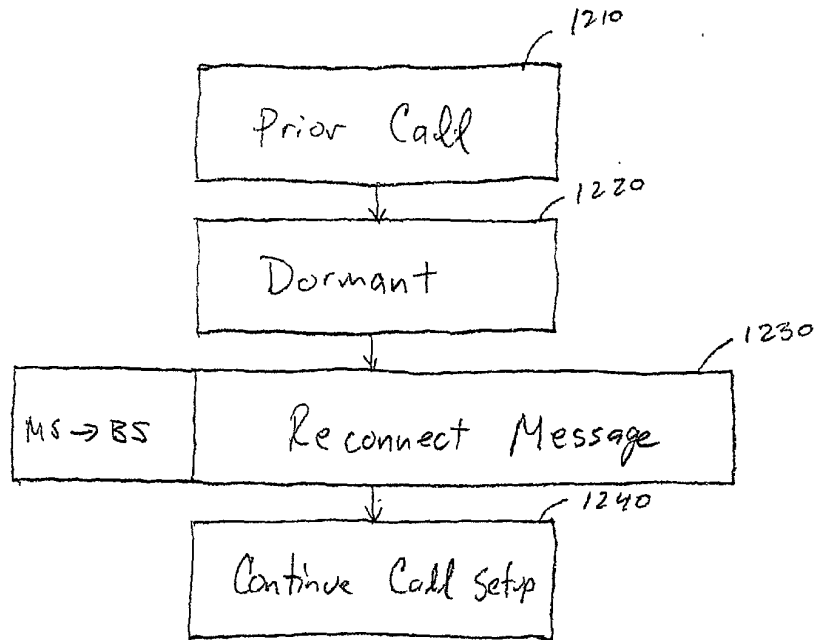 1210
Prior Call
1220
Dormant
1230
MS → BS
Reconnect Message
1240
Continue Call Setup